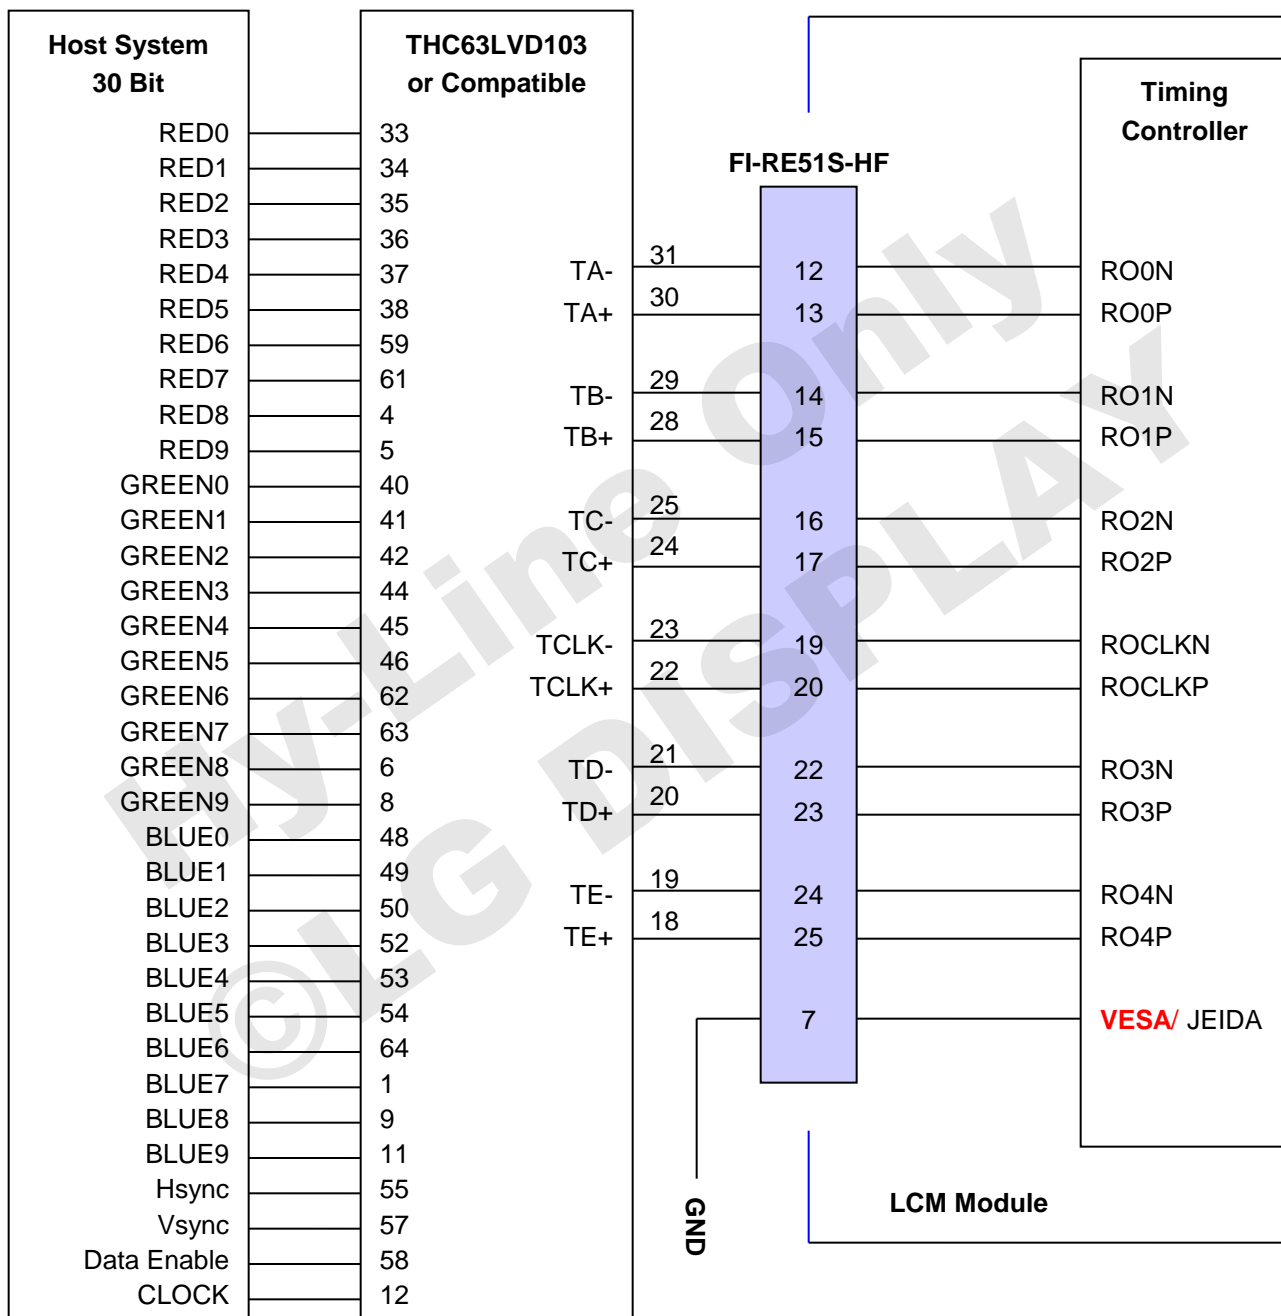 Host System
30 Bit
RED0
RED1
RED2
RED3
RED4
RED5
RED6
RED7
RED8
RED9
GREEN0
GREEN1
GREEN2
GREEN3
GREEN4
GREEN5
GREEN6
GREEN7
GREEN8
GREEN9
BLUE0
BLUE1
BLUE2
BLUE3
BLUE4
BLUE5
BLUE6
BLUE7
BLUE8
BLUE9
Hsync
Vsync
Data Enable
CLOCK
THC63LVD103
or Compatible
33
34
35
36
37
38
59
61
4
5
40
41
42
44
45
46
62
63
6
8
48
49
50
52
53
54
64
1
9
11
55
57
58
12
TA- 31
TA+ 30
TB- 29
TB+ 28
TC- 25
TC+ 24
TCLK- 23
TCLK+ 22
TD- 21
TD+ 20
TE- 19
TE+ 18
GND
FI-RE51S-HF
12
13
14
15
16
17
19
20
22
23
24
25
7
Timing
Controller
RO0N
RO0P
RO1N
RO1P
RO2N
RO2P
ROCLKN
ROCLKP
RO3N
RO3P
RO4N
RO4P
VESA/ JEIDA
LCM Module
Hy-Line Only
©LG DISPLAY